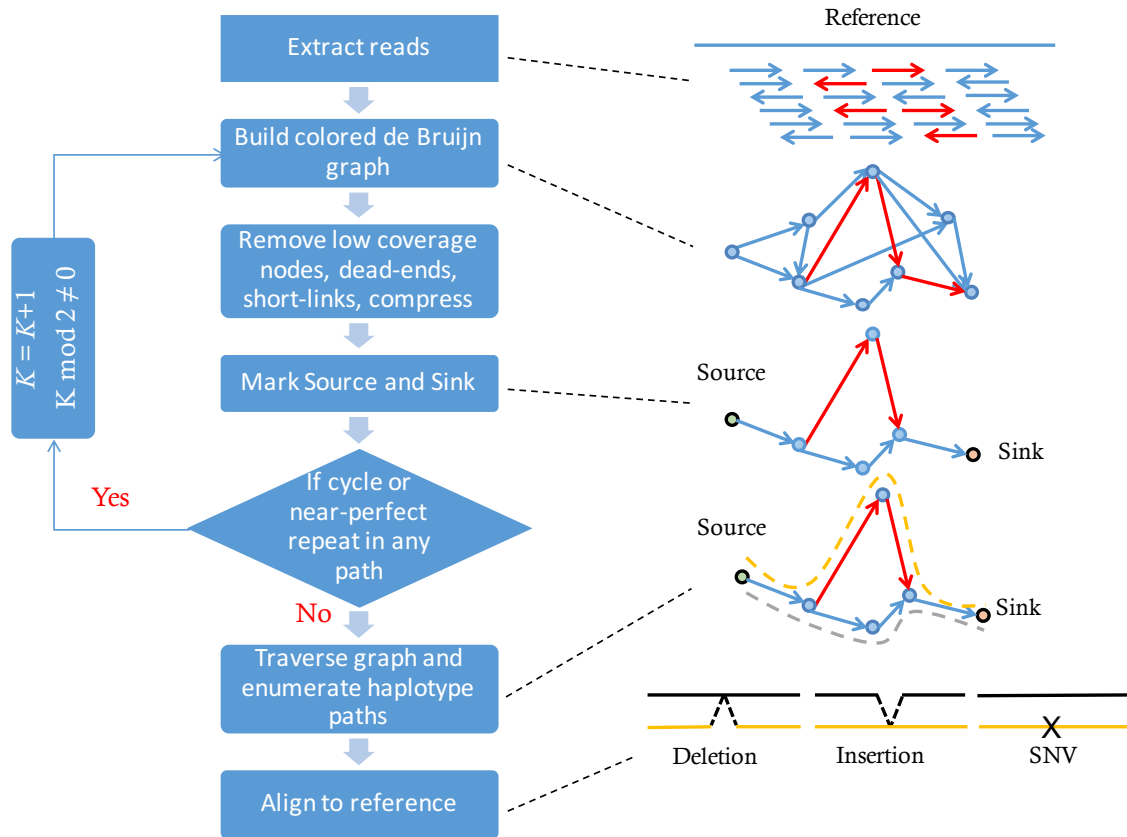 Extract reads
Build colored de Bruijn
graph
Remove low coverage
nodes, dead-ends,
short-links, compress
Mark Source and Sink
If cycle or
near-perfect
repeat in any
path
Yes
No
K = K+1
K mod 2 ≠ 0
Traverse graph and
enumerate haplotype
paths
Align to reference
Reference
Source
Sink
Source
Sink
Deletion
Insertion
SNV